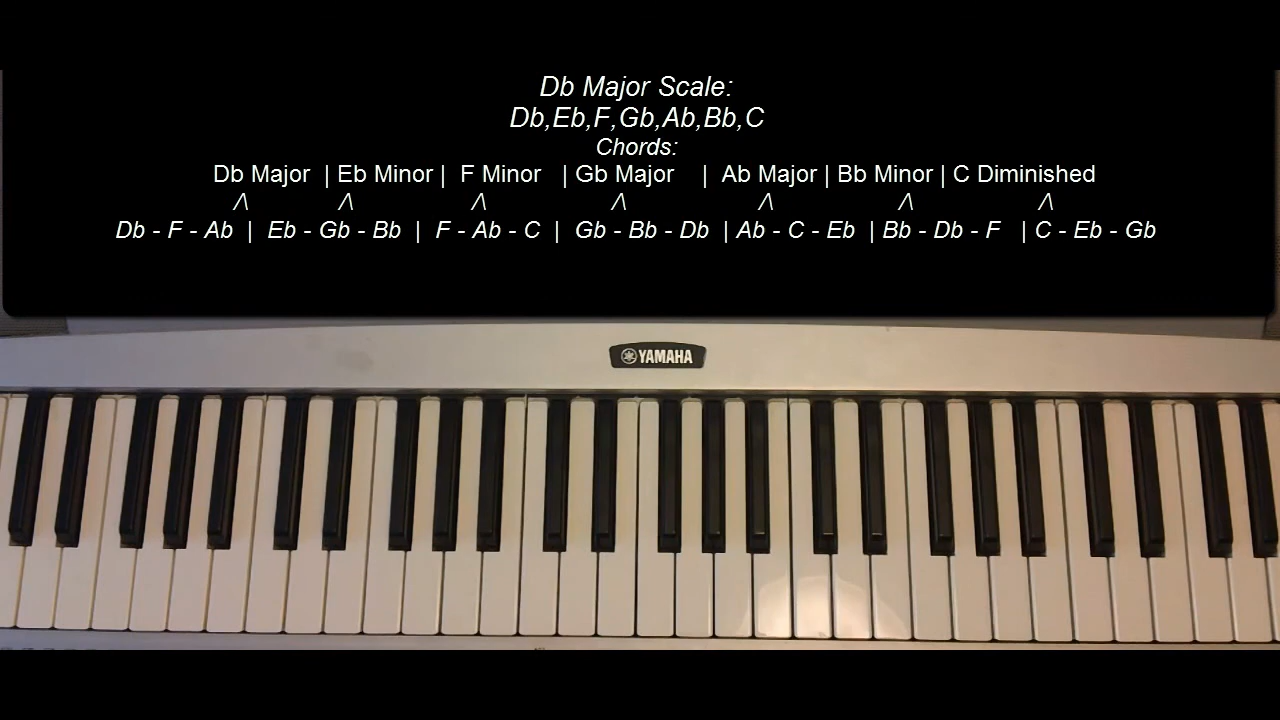 Db Major Scale:
Db,Eb,F,Gb,Ab,Bb,C
Chords:
Db Major | Eb Minor | F Minor | Gb Major | Ab Major | Bb Minor | C Diminished
/\ /\ /\ /\ /\ /\ /\
Db - F - Ab | Eb - Gb - Bb | F - Ab - C | Gb - Bb - Db | Ab - C - Eb | Bb - Db - F | C - Eb - Gb
YAMAHA